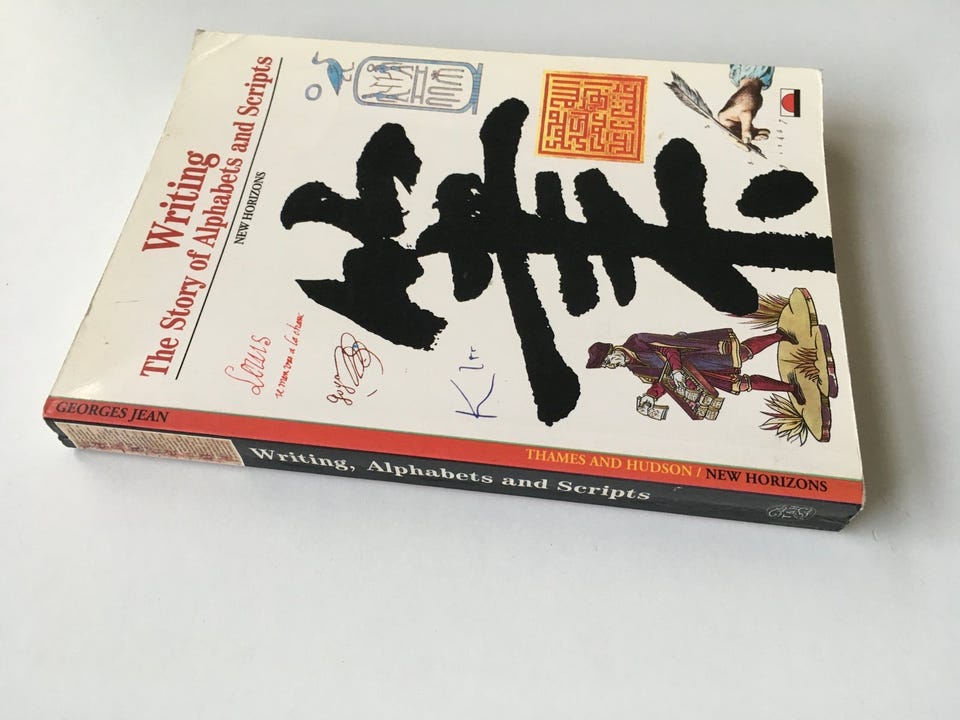 Writing
The Story of Alphabets and Scripts
NEW HORIZONS
Louis
Klee
GEORGES JEAN
THAMES AND HUDSON / NEW HORIZONS
Writing, Alphabets and Scripts